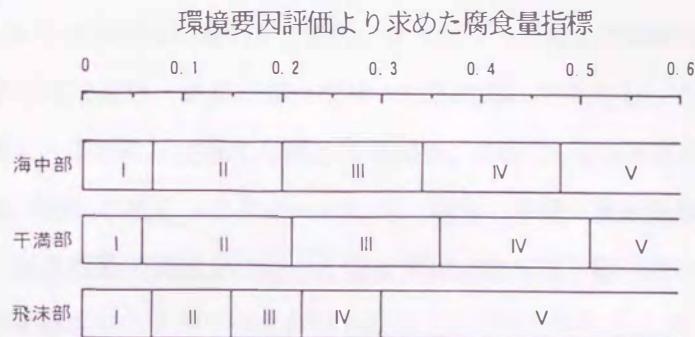 環境要因評価より求めた腐食量指標
0 0.1 0.2 0.3 0.4 0.5 0.6
海中部 I II III IV V
干満部 I II III IV V
飛沫部 I II III IV V